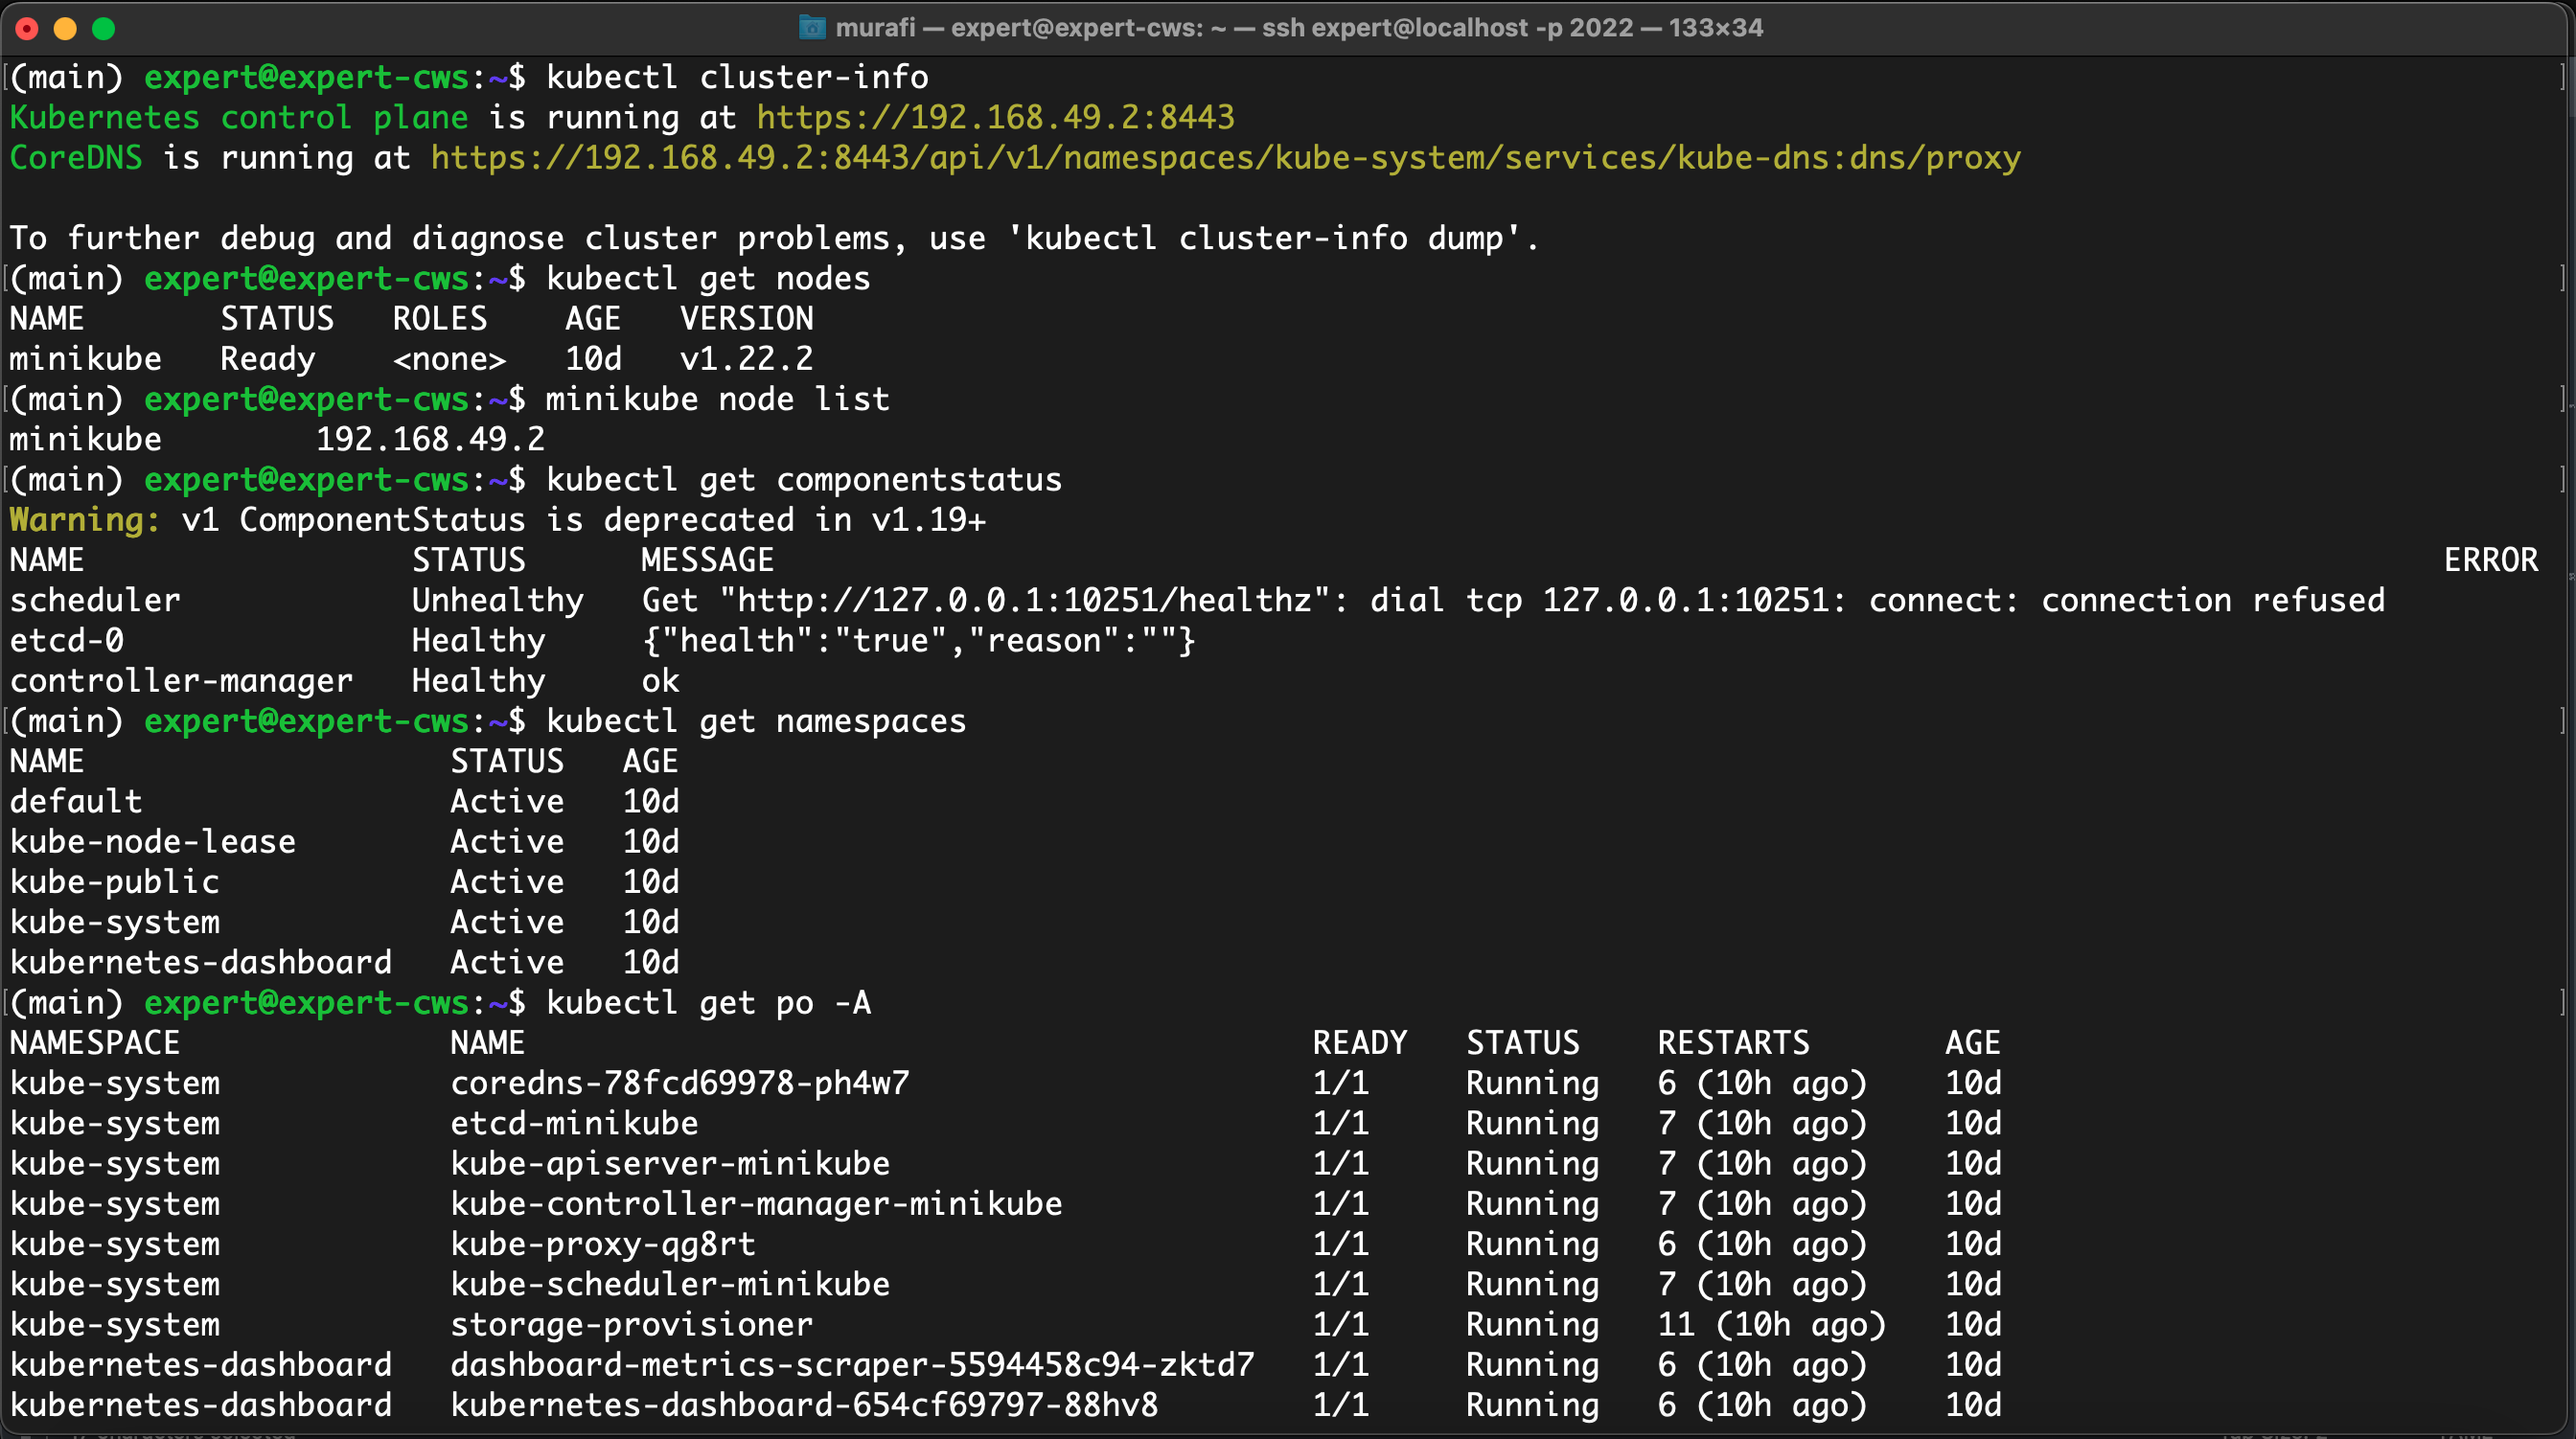 murafi — expert@expert-cws: ~ — ssh expert@localhost -p 2022 — 133×34
(main) expert@expert-cws:~$ kubectl cluster-info
Kubernetes control plane is running at https://192.168.49.2:8443
CoreDNS is running at https://192.168.49.2:8443/api/v1/namespaces/kube-system/services/kube-dns:dns/proxy

To further debug and diagnose cluster problems, use 'kubectl cluster-info dump'.
(main) expert@expert-cws:~$ kubectl get nodes
NAME       STATUS   ROLES    AGE   VERSION
minikube   Ready    <none>   10d   v1.22.2
(main) expert@expert-cws:~$ minikube node list
minikube        192.168.49.2
(main) expert@expert-cws:~$ kubectl get componentstatus
Warning: v1 ComponentStatus is deprecated in v1.19+
NAME                 STATUS      MESSAGE                                                                                       ERROR
scheduler            Unhealthy   Get "http://127.0.0.1:10251/healthz": dial tcp 127.0.0.1:10251: connect: connection refused
etcd-0               Healthy     {"health":"true","reason":""}
controller-manager   Healthy     ok
(main) expert@expert-cws:~$ kubectl get namespaces
NAME                   STATUS   AGE
default                Active   10d
kube-node-lease        Active   10d
kube-public            Active   10d
kube-system            Active   10d
kubernetes-dashboard   Active   10d
(main) expert@expert-cws:~$ kubectl get po -A
NAMESPACE              NAME                                         READY   STATUS    RESTARTS       AGE
kube-system            coredns-78fcd69978-ph4w7                     1/1     Running   6 (10h ago)    10d
kube-system            etcd-minikube                                1/1     Running   7 (10h ago)    10d
kube-system            kube-apiserver-minikube                      1/1     Running   7 (10h ago)    10d
kube-system            kube-controller-manager-minikube             1/1     Running   7 (10h ago)    10d
kube-system            kube-proxy-qg8rt                             1/1     Running   6 (10h ago)    10d
kube-system            kube-scheduler-minikube                      1/1     Running   7 (10h ago)    10d
kube-system            storage-provisioner                          1/1     Running   11 (10h ago)   10d
kubernetes-dashboard   dashboard-metrics-scraper-5594458c94-zktd7   1/1     Running   6 (10h ago)    10d
kubernetes-dashboard   kubernetes-dashboard-654cf69797-88hv8        1/1     Running   6 (10h ago)    10d